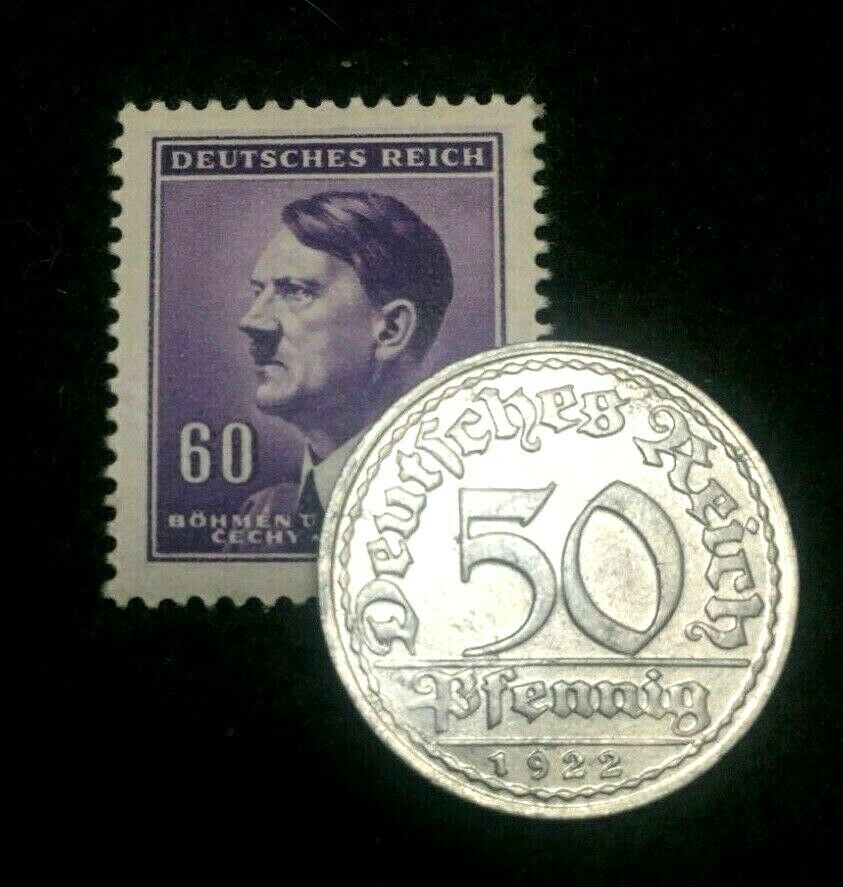 DEUTSCHES REICH
60
BÖHMEN U
ČECHY
Deutsches Reich
50
Pfennig
1922